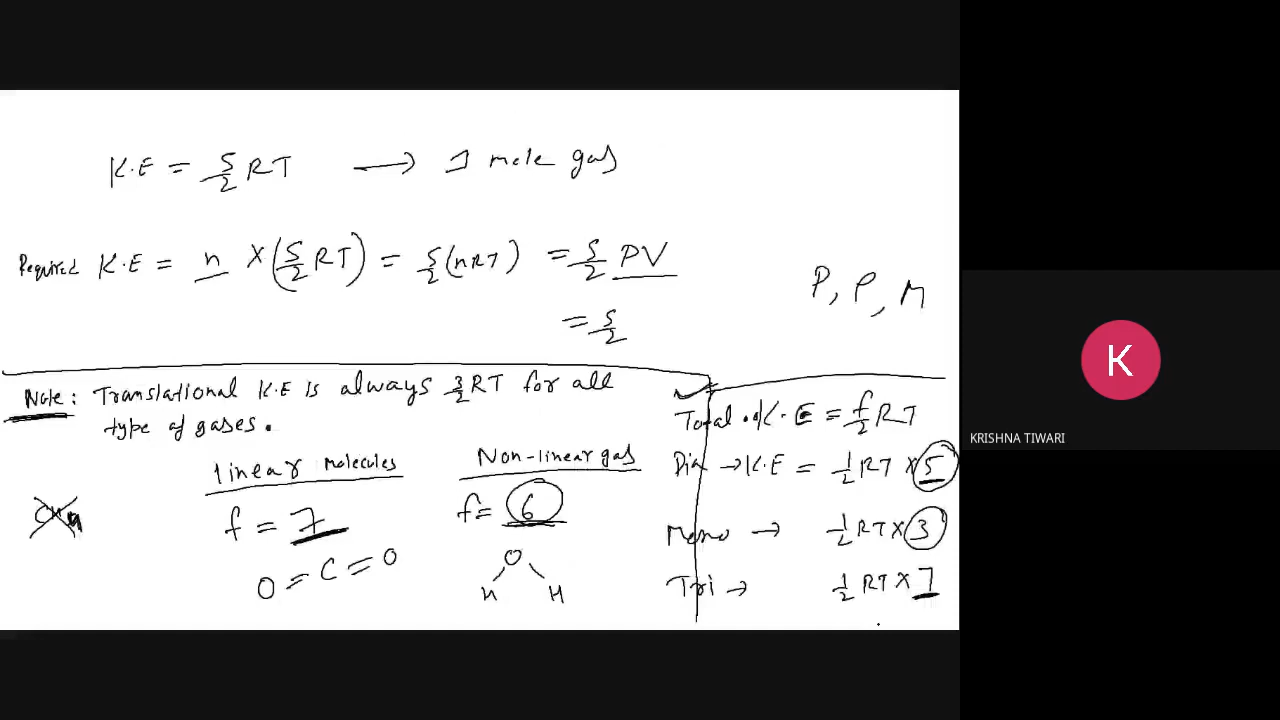 K.E = 5/2 RT → 1 mole gas
Required K.E = n × (5/2 RT) = 5/2 (nRT) = 5/2 PV
= 5/2
P, ρ, M
Note: Translational K.E is always 3/2 RT for all
type of gases.
Linear molecules
f = 7
O = C = O
Non-linear gas
f = 6
O
H H
Total K.E = f/2 RT
Dia → K.E = 1/2 RT × 5
Mono → 1/2 RT × 3
Tri → 1/2 RT × 7
K
KRISHNA TIWARI